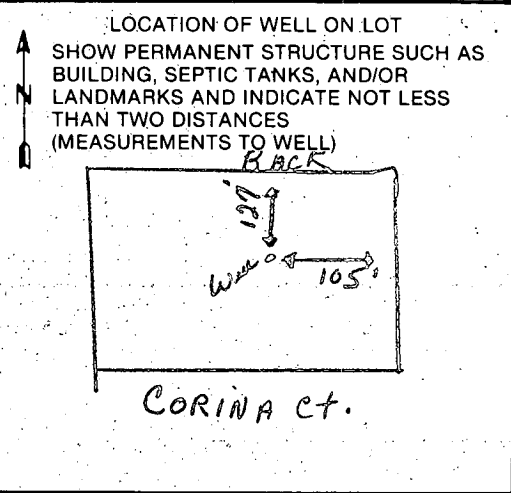 LOCATION OF WELL ON LOT
SHOW PERMANENT STRUCTURE SUCH AS
BUILDING, SEPTIC TANKS, AND/OR
N LANDMARKS AND INDICATE NOT LESS
THAN TWO DISTANCES
(MEASUREMENTS TO WELL)
BACK
127'
Well
105'
CORINA Ct.